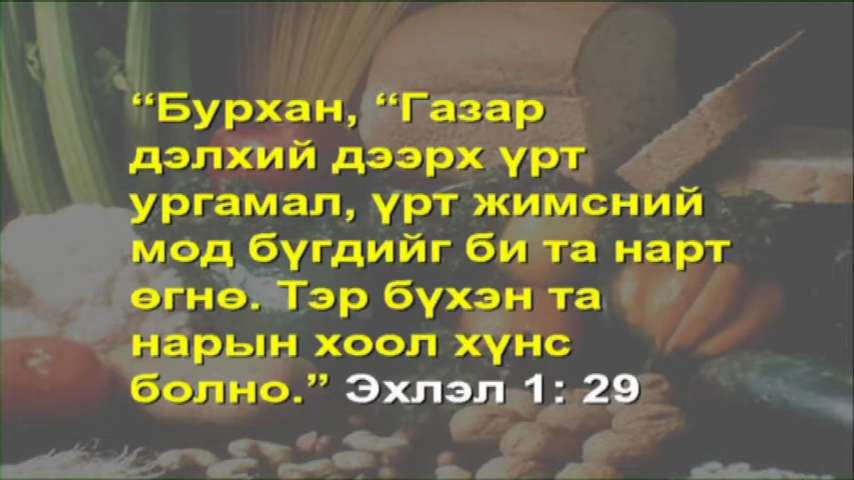 “Бурхан, “Газар
дэлхий дээрх үрт
ургамал, үрт жимсний
мод бүгдийг би та нарт
өгнө. Тэр бүхэн та
нарын хоол хүнс
болно.” Эхлэл 1: 29